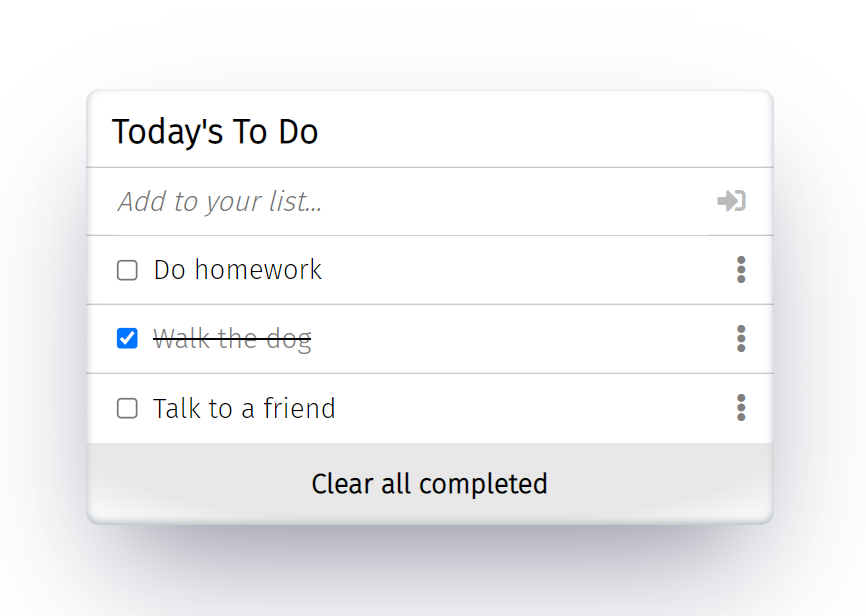 Today's To Do
Add to your list...
Do homework
Walk the dog
Talk to a friend
Clear all completed